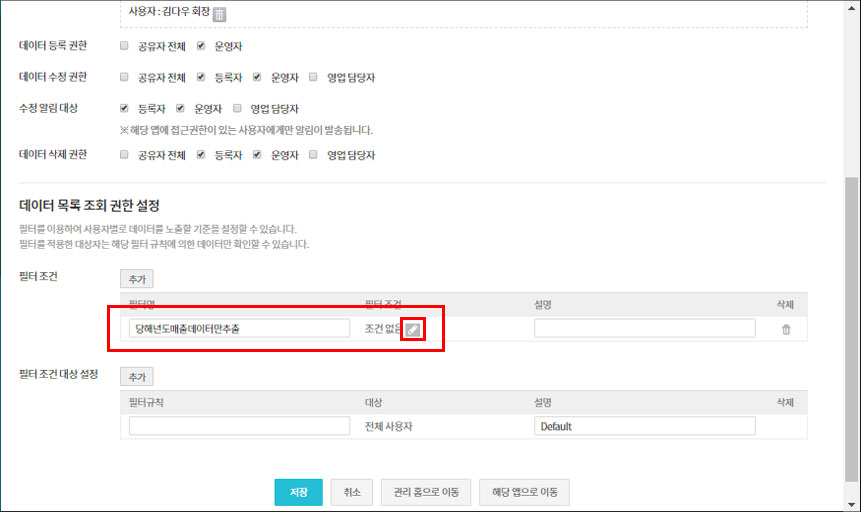 사용자 : 김다우 회장
데이터 등록 권한 공유자 전체 운영자
데이터 수정 권한 공유자 전체 등록자 운영자 영업 담당자
수정 알림 대상 등록자 운영자 영업 담당자
※ 해당 앱에 접근권한이 있는 사용자에게만 알림이 발송됩니다.
데이터 삭제 권한 공유자 전체 등록자 운영자 영업 담당자
데이터 목록 조회 권한 설정
필터를 이용하여 사용자별로 데이터를 노출할 기준을 설정할 수 있습니다.
필터를 적용한 대상자는 해당 필터 규칙에 의한 데이터만 확인할 수 있습니다.
필터 조건 추가
필터명 필터 조건 설명 삭제
당해년도매출데이터만추출 조건 없음
필터 조건 대상 설정 추가
필터규칙 대상 설명 삭제
전체 사용자 Default
저장 취소 관리 홈으로 이동 해당 앱으로 이동